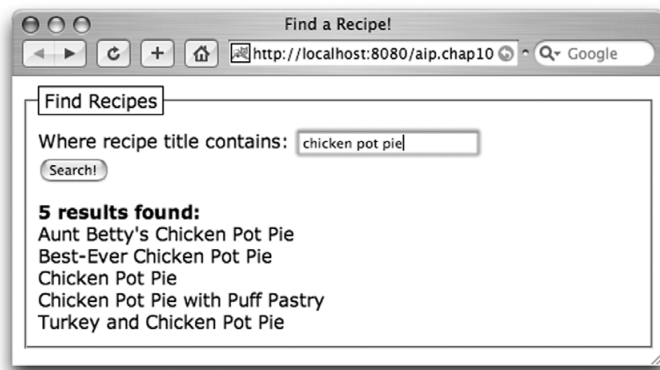 Find a Recipe!
http://localhost:8080/aip.chap10
Google
Find Recipes
Where recipe title contains: chicken pot pie
Search!
5 results found:
Aunt Betty's Chicken Pot Pie
Best-Ever Chicken Pot Pie
Chicken Pot Pie
Chicken Pot Pie with Puff Pastry
Turkey and Chicken Pot Pie